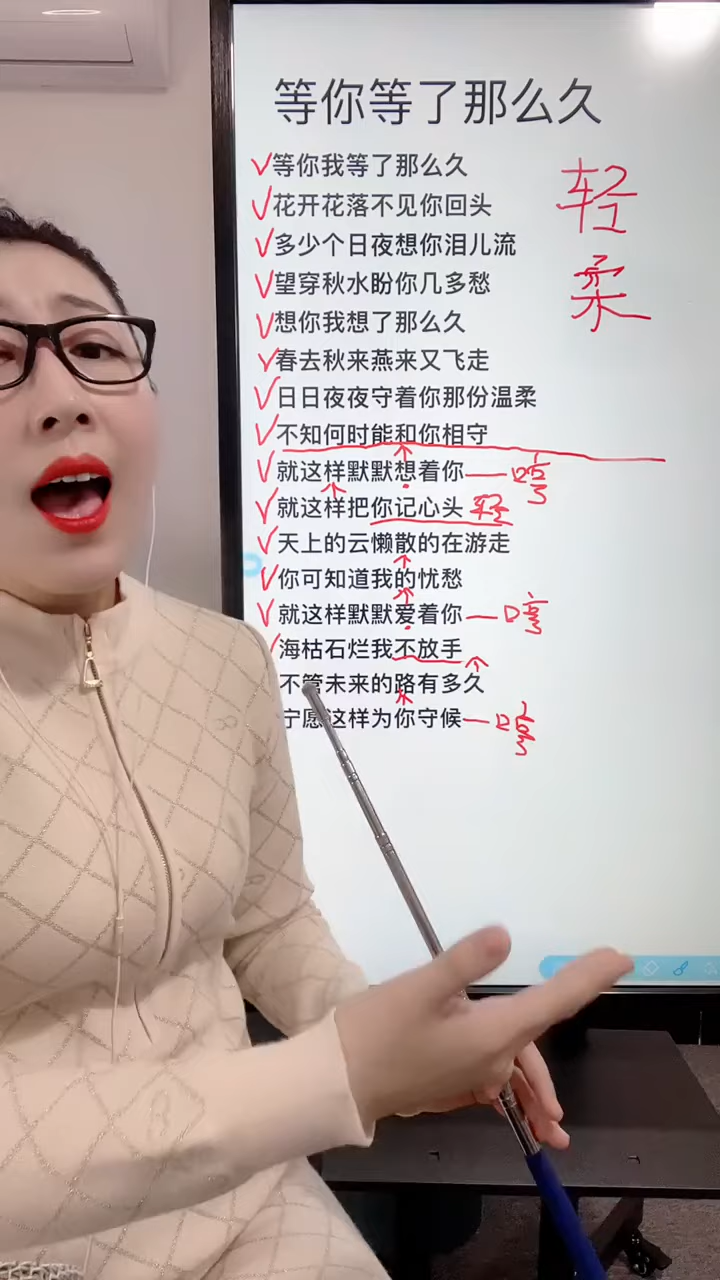 等你等了那么久
✓等你我等了那么久
✓花开花落不见你回头
✓多少个日夜想你泪儿流
✓望穿秋水盼你几多愁
✓想你我想了那么久
✓春去秋来燕来又飞走
✓日日夜夜守着你那份温柔
✓不知何时能和你相守
✓就这样默默想着你
✓就这样把你记心头 轻
✓天上的云懒散的在游走
✓你可知道我的忧愁
✓就这样默默爱着你
海枯石烂我不放手
不管未来的路有多久
宁愿这样为你守候
轻
柔